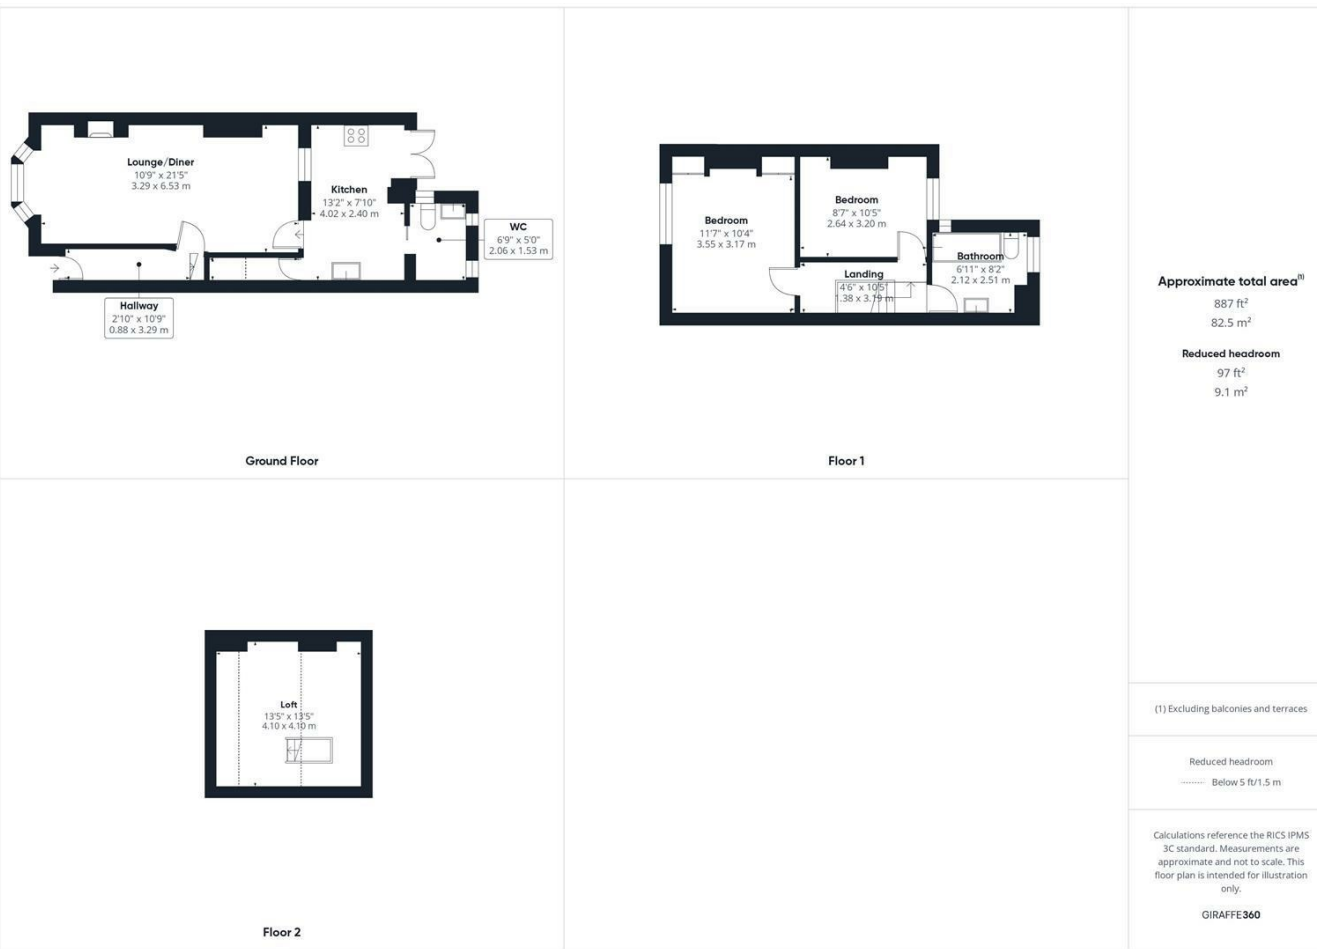 Lounge/Diner
10'9" x 21'5"
3.29 x 6.53 m
Kitchen
13'2" x 7'10"
4.02 x 2.40 m
WC
6'9" x 5'0"
2.06 x 1.53 m
Hallway
2'10" x 10'9"
0.88 x 3.29 m
Ground Floor
Bedroom
11'7" x 10'4"
3.55 x 3.17 m
Bedroom
8'7" x 10'5"
2.64 x 3.20 m
Landing
4'6" x 10'5"
1.38 x 3.19 m
Bathroom
6'11" x 8'2"
2.12 x 2.51 m
Floor 1
Loft
13'5" x 13'5"
4.10 x 4.10 m
Floor 2
Approximate total area(1)
887 ft²
82.5 m²
Reduced headroom
97 ft²
9.1 m²
(1) Excluding balconies and terraces
Reduced headroom
Below 5 ft/1.5 m
Calculations reference the RICS IPMS
3C standard. Measurements are
approximate and not to scale. This
floor plan is intended for illustration
only.
GIRAFFE360